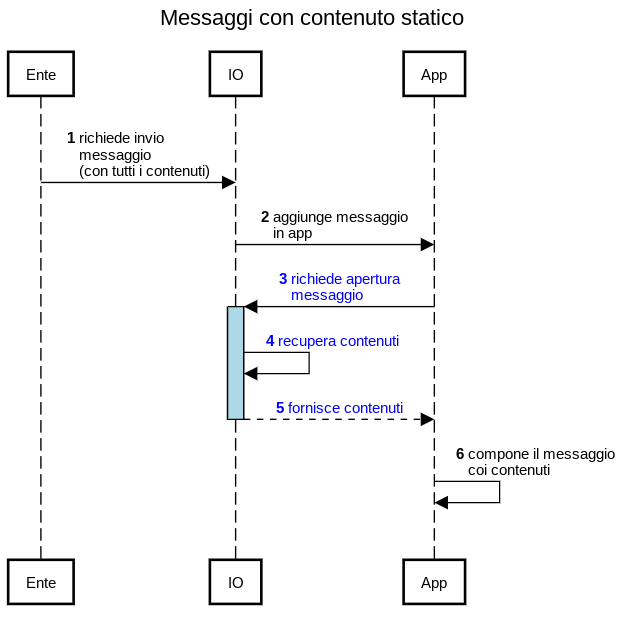 Messaggi con contenuto statico
Ente
IO
App
1 richiede invio
messaggio
(con tutti i contenuti)
2 aggiunge messaggio
in app
3 richiede apertura
messaggio
4 recupera contenuti
5 fornisce contenuti
6 compone il messaggio
coi contenuti
Ente
IO
App